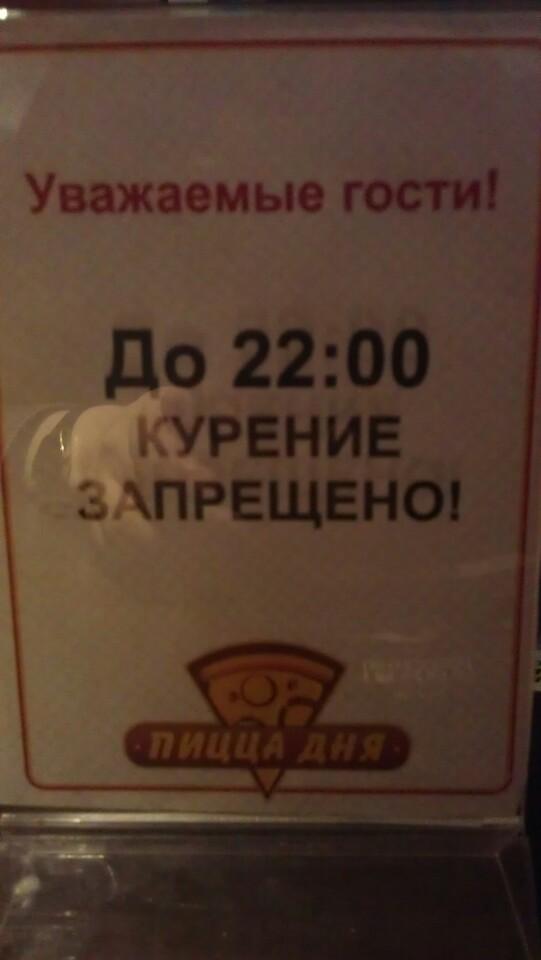 Уважаемые гости!
До 22:00
КУРЕНИЕ
ЗАПРЕЩЕНО!
ПИЦЦА ДНЯ